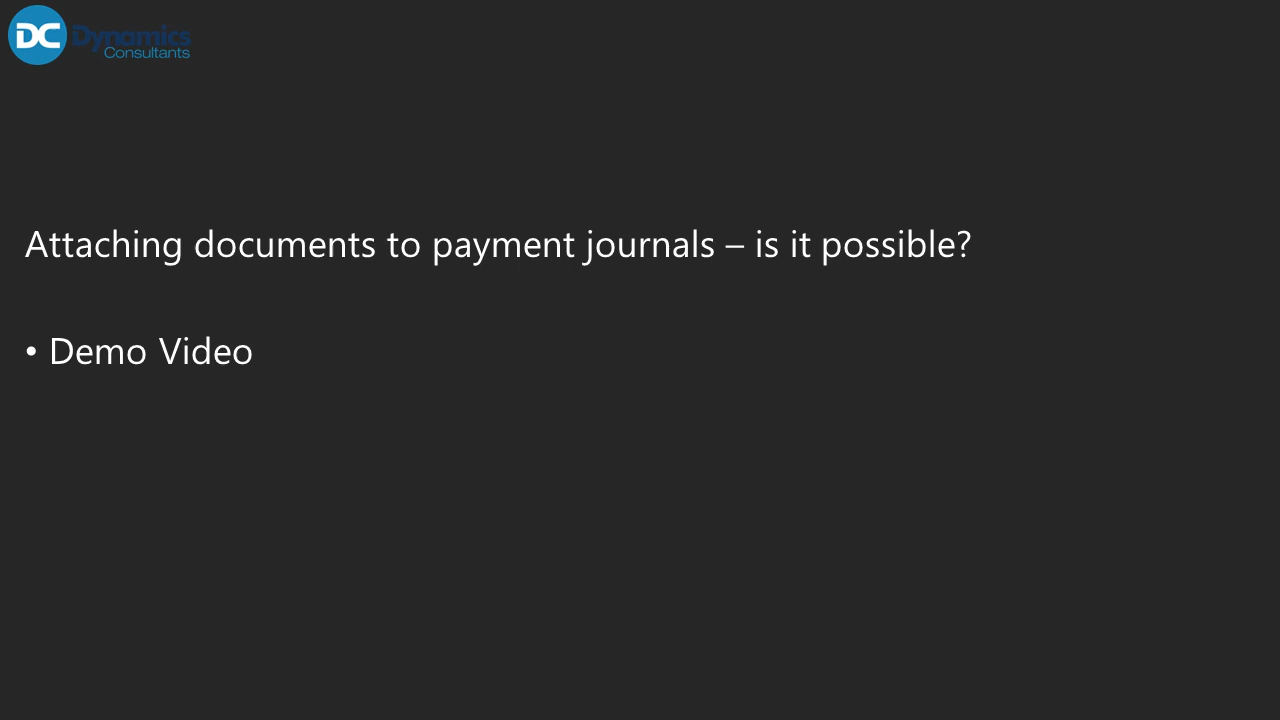 DC Dynamics
Consultants
Attaching documents to payment journals – is it possible?
• Demo Video